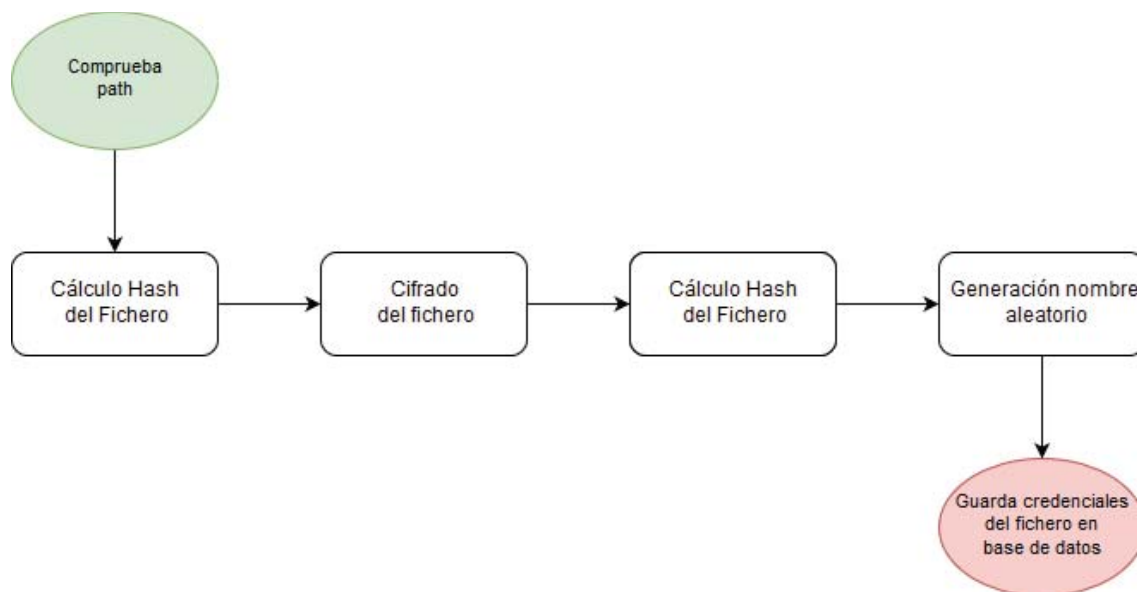 Comprueba
path
Cálculo Hash
del Fichero
Cifrado
del fichero
Cálculo Hash
del Fichero
Generación nombre
aleatorio
Guarda credenciales
del fichero en
base de datos